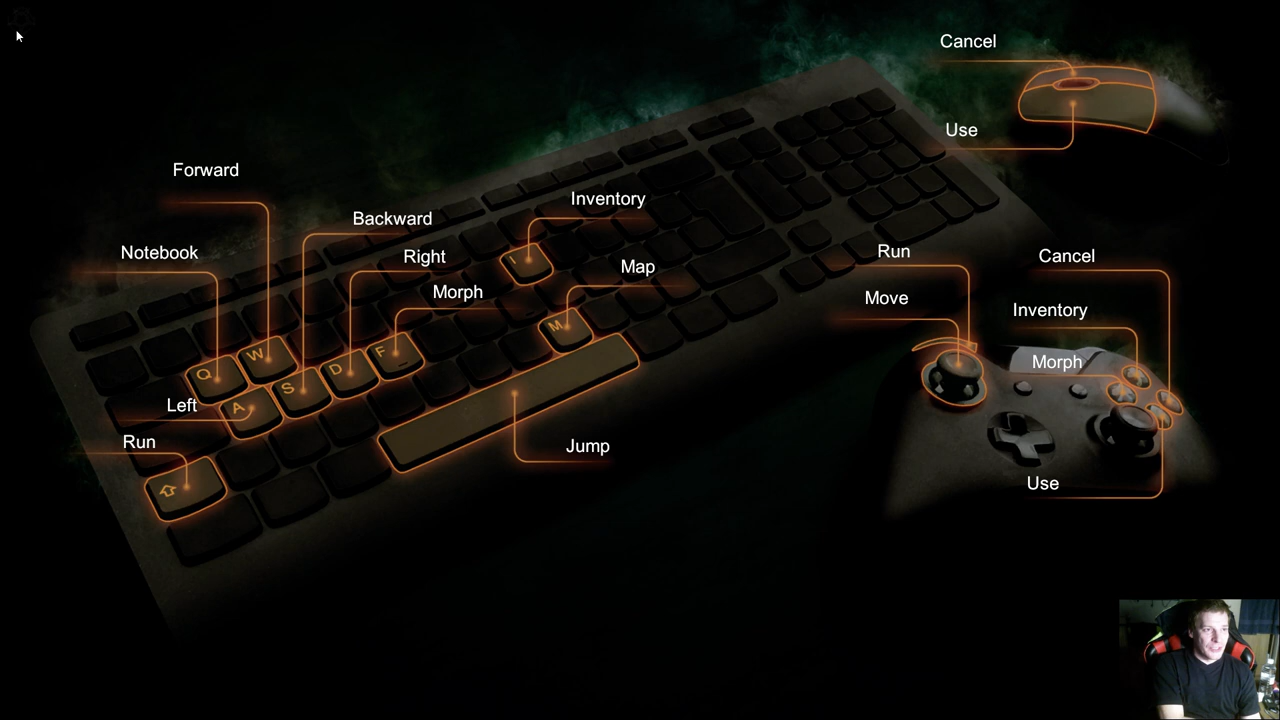 Cancel
Use
Forward
Inventory
Backward
Notebook
Right
Map
Morph
Run
Cancel
Move
Inventory
Morph
Left
Run
Jump
Use
Q
W
A
S
D
F
I
M